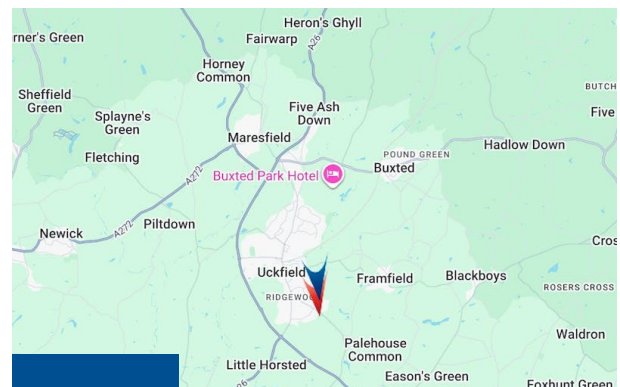 Heron's Ghyll
rner's Green
A26
Fairwarp
Horney
Common
BUTCH
Sheffield
Green
Splayne's
Green
Five Ash
Down
Five
Maresfield
Hadlow Down
Fletching
POUND GREEN
Buxted
Buxted Park Hotel
A272
Newick
A272
Piltdown
Cros
Uckfield
Framfield
Blackboys
RIDGEWO
ROSERS CROSS
Waldron
Palehouse
Common
Little Horsted
Eason's Green
26
Foxhunt Green